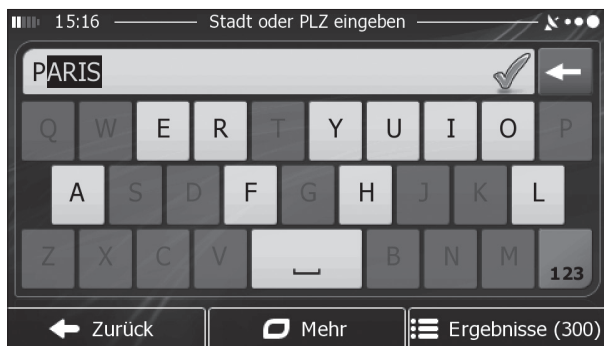 15:16 Stadt oder PLZ eingeben
PARIS
Q W E R T Y U I O P
A S D F G H J K L
Z X C V B N M 123
Zurück Mehr Ergebnisse (300)